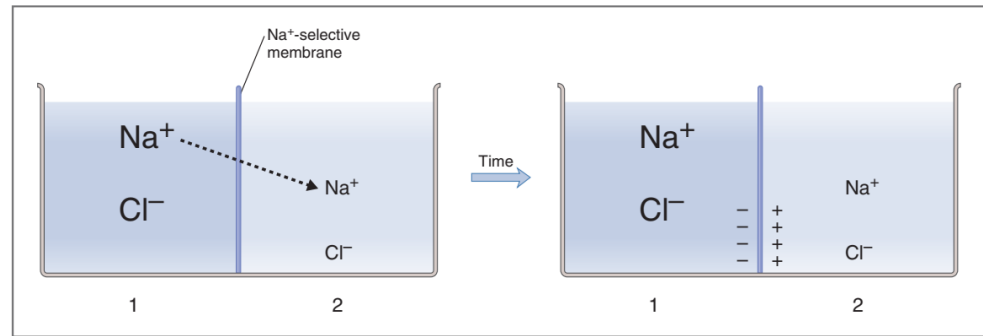 Na⁺-selective
membrane
Na⁺
Cl⁻
Na⁺
Cl⁻
1
2
Time
Na⁺
Cl⁻
− +
− +
− +
− +
Na⁺
Cl⁻
1
2